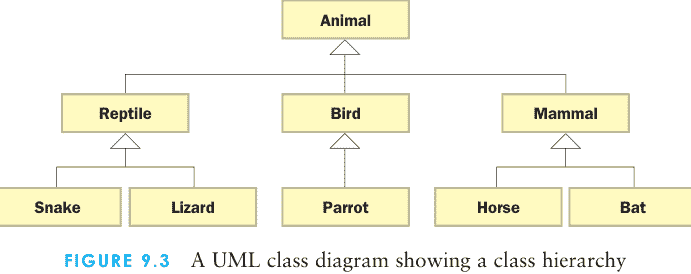 Animal
Reptile Bird Mammal
Snake Lizard Parrot Horse Bat
FIGURE 9.3 A UML class diagram showing a class hierarchy